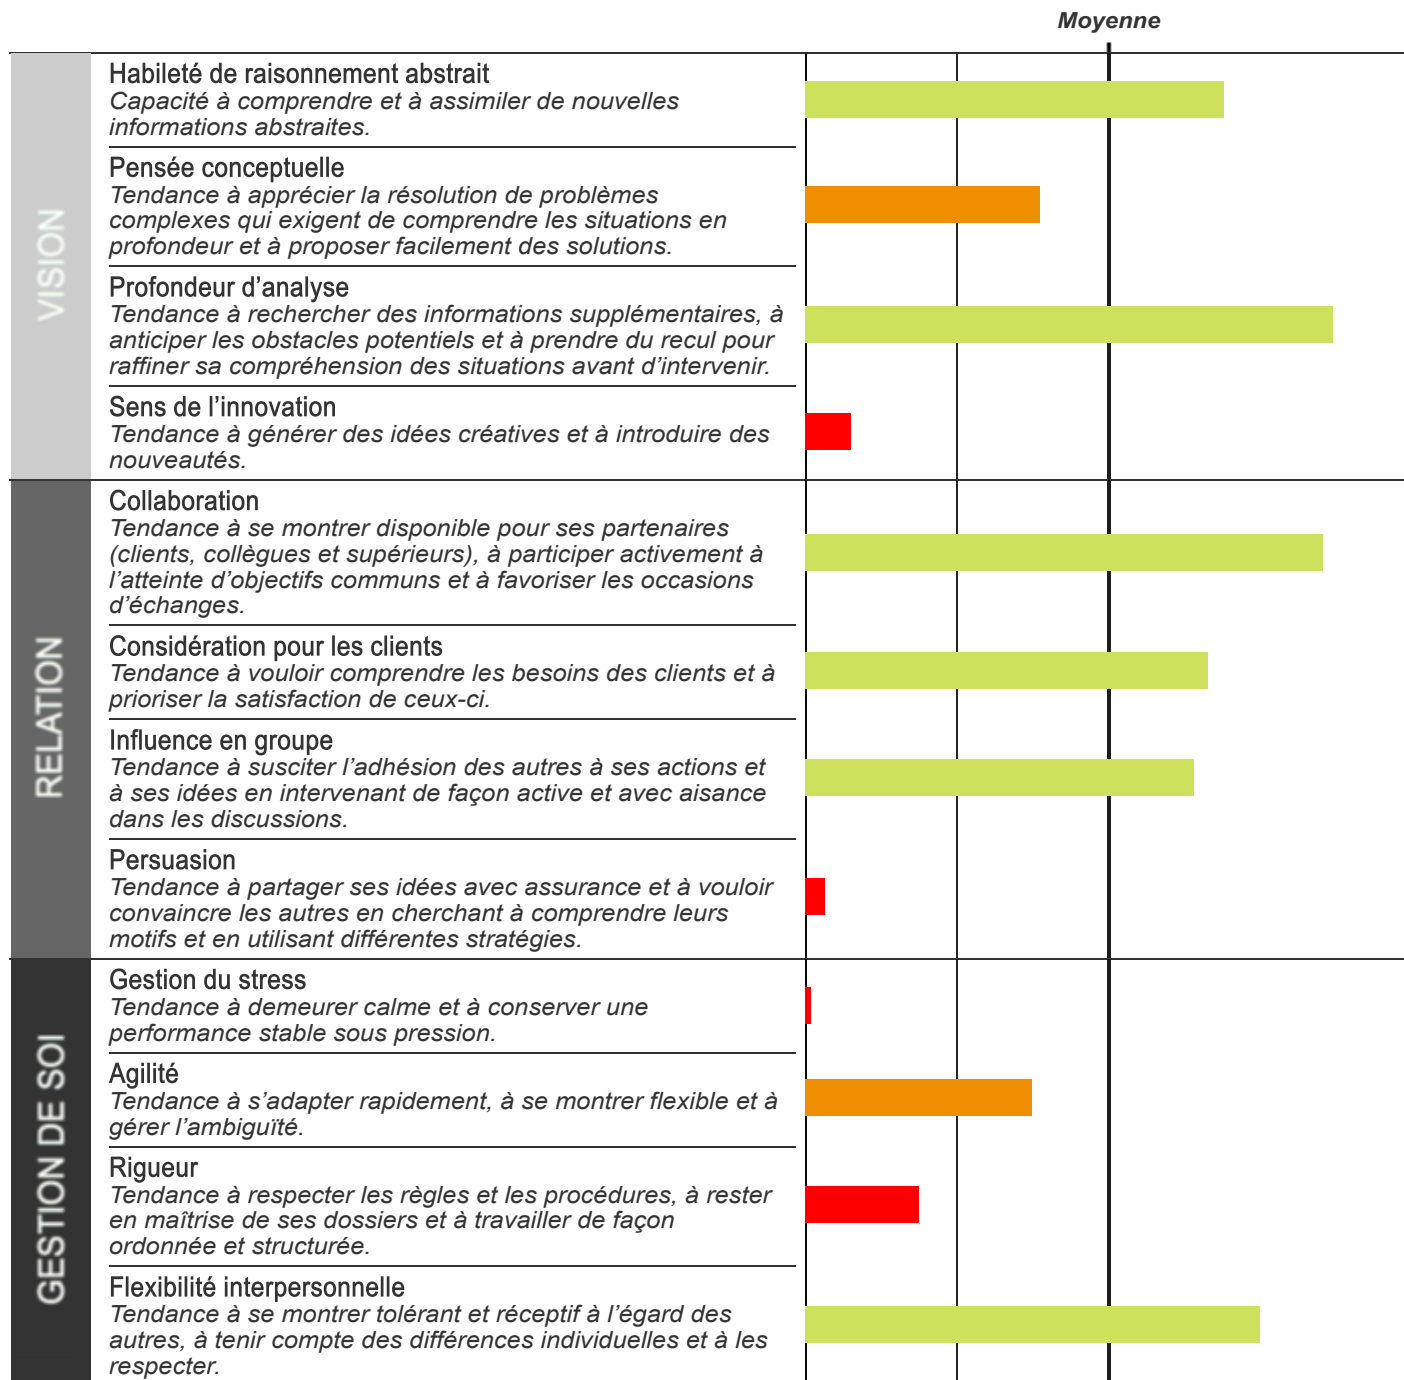 Moyenne
VISION
Habileté de raisonnement abstrait
Capacité à comprendre et à assimiler de nouvelles
informations abstraites.
Pensée conceptuelle
Tendance à apprécier la résolution de problèmes
complexes qui exigent de comprendre les situations en
profondeur et à proposer facilement des solutions.
Profondeur d’analyse
Tendance à rechercher des informations supplémentaires, à
anticiper les obstacles potentiels et à prendre du recul pour
raffiner sa compréhension des situations avant d’intervenir.
Sens de l’innovation
Tendance à générer des idées créatives et à introduire des
nouveautés.
RELATION
Collaboration
Tendance à se montrer disponible pour ses partenaires
(clients, collègues et supérieurs), à participer activement à
l’atteinte d’objectifs communs et à favoriser les occasions
d’échanges.
Considération pour les clients
Tendance à vouloir comprendre les besoins des clients et à
prioriser la satisfaction de ceux-ci.
Influence en groupe
Tendance à susciter l’adhésion des autres à ses actions et
à ses idées en intervenant de façon active et avec aisance
dans les discussions.
Persuasion
Tendance à partager ses idées avec assurance et à vouloir
convaincre les autres en cherchant à comprendre leurs
motifs et en utilisant différentes stratégies.
GESTION DE SOI
Gestion du stress
Tendance à demeurer calme et à conserver une
performance stable sous pression.
Agilité
Tendance à s’adapter rapidement, à se montrer flexible et à
gérer l’ambiguïté.
Rigueur
Tendance à respecter les règles et les procédures, à rester
en maîtrise de ses dossiers et à travailler de façon
ordonnée et structurée.
Flexibilité interpersonnelle
Tendance à se montrer tolérant et réceptif à l’égard des
autres, à tenir compte des différences individuelles et à les
respecter.